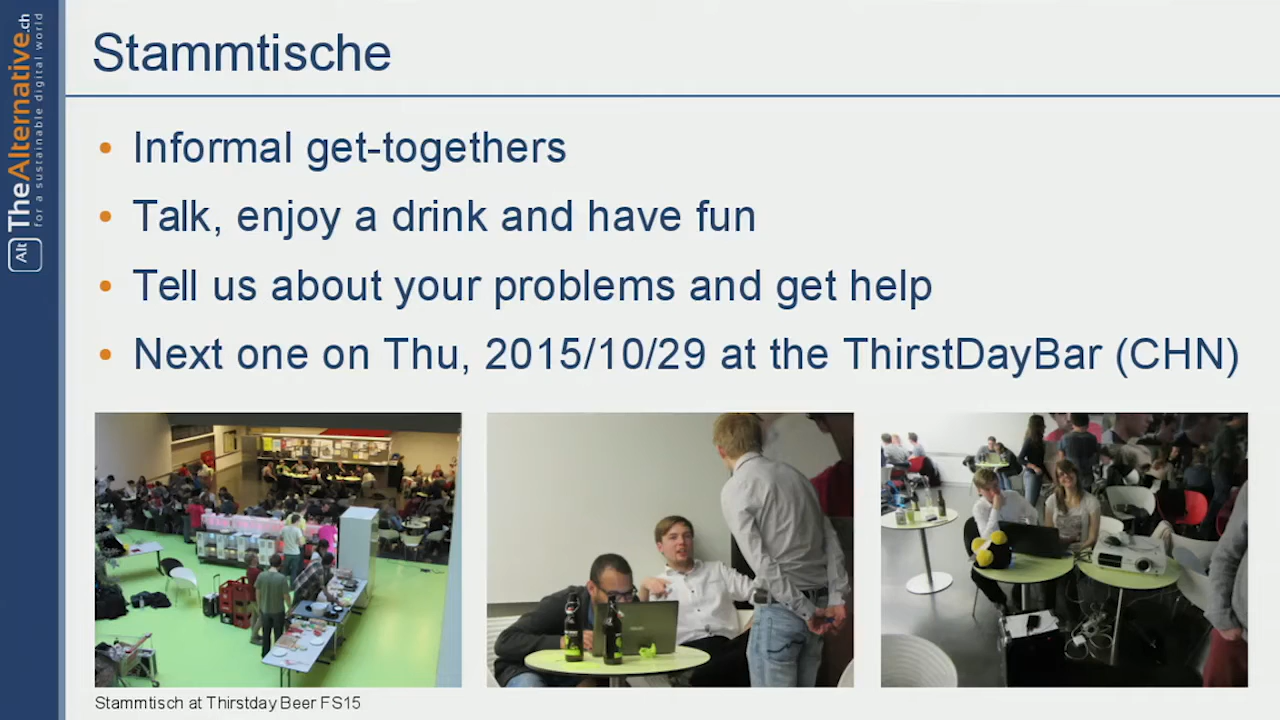 Alt TheAlternative.ch
for a sustainable digital world
Stammtische
• Informal get-togethers
• Talk, enjoy a drink and have fun
• Tell us about your problems and get help
• Next one on Thu, 2015/10/29 at the ThirstDayBar (CHN)
Stammtisch at Thirstday Beer FS15